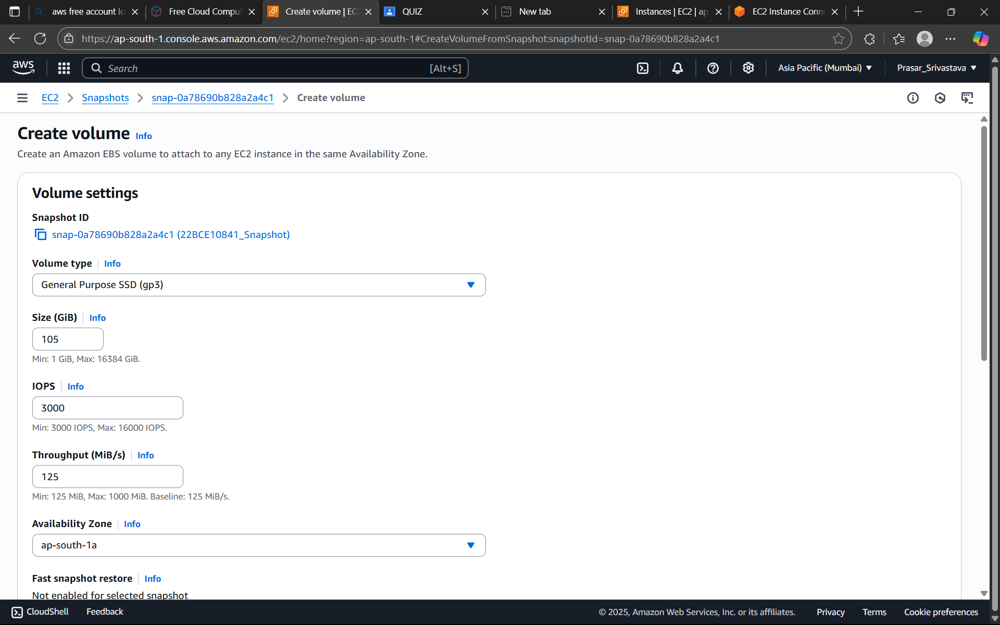 aws free account lo
Free Cloud Comput
Create volume | EC2
QUIZ
New tab
Instances | EC2 | ap
EC2 Instance Conne
https://ap-south-1.console.aws.amazon.com/ec2/home?region=ap-south-1#CreateVolumeFromSnapshot:snapshotId=snap-0a78690b828a2a4c1
aws
Search
[Alt+S]
Asia Pacific (Mumbai)
Prasar_Srivastava
EC2
Snapshots
snap-0a78690b828a2a4c1
Create volume
Create volume Info
Create an Amazon EBS volume to attach to any EC2 instance in the same Availability Zone.
Volume settings
Snapshot ID
snap-0a78690b828a2a4c1 (22BCE10841_Snapshot)
Volume type Info
General Purpose SSD (gp3)
Size (GiB) Info
105
Min: 1 GiB, Max: 16384 GiB.
IOPS Info
3000
Min: 3000 IOPS, Max: 16000 IOPS.
Throughput (MiB/s) Info
125
Min: 125 MiB, Max: 1000 MiB. Baseline: 125 MiB/s.
Availability Zone Info
ap-south-1a
Fast snapshot restore Info
Not enabled for selected snapshot
CloudShell
Feedback
© 2025, Amazon Web Services, Inc. or its affiliates.
Privacy
Terms
Cookie preferences